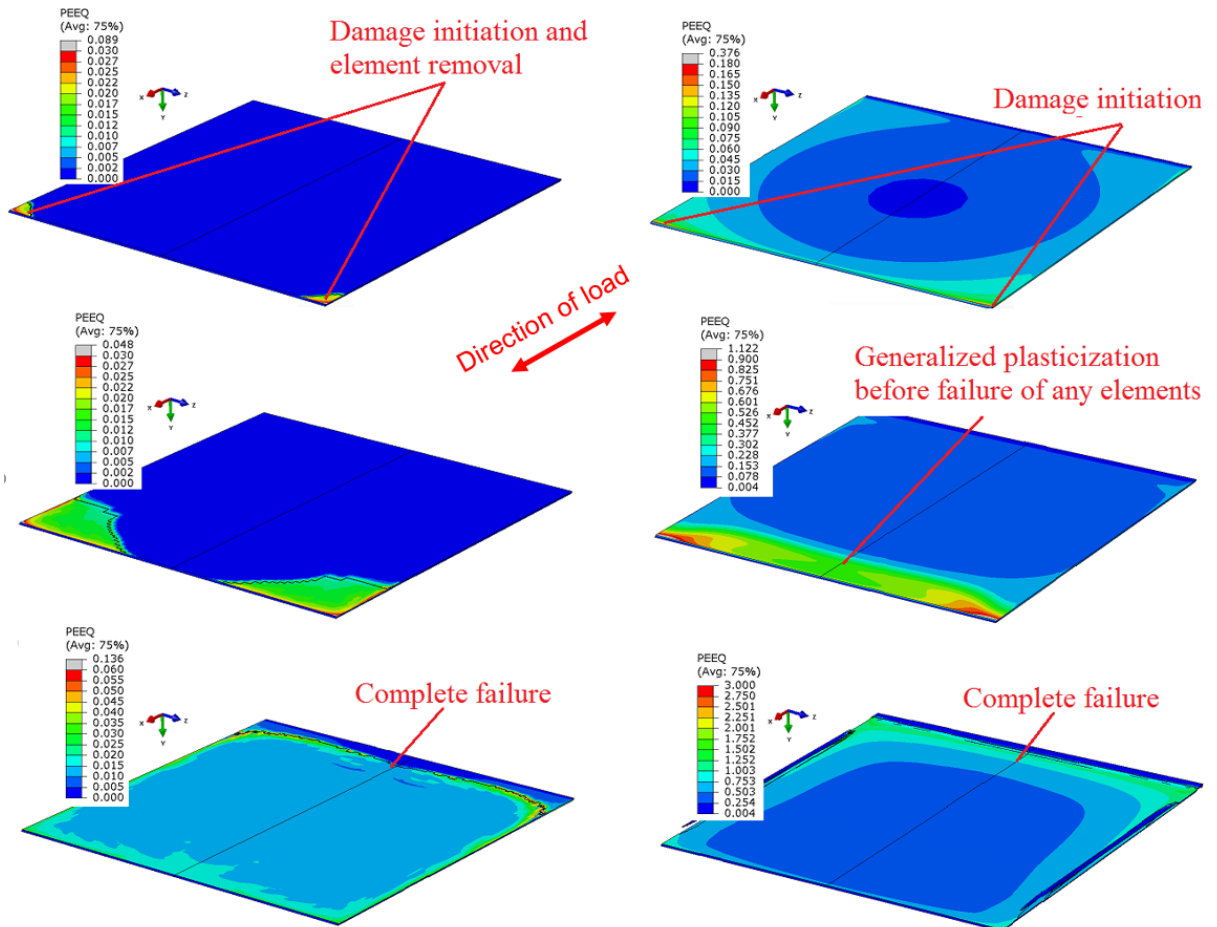 PEEQ
(Avg: 75%)
0.089
0.030
0.027
0.025
0.022
0.020
0.017
0.015
0.012
0.010
0.007
0.005
0.002
0.000
X
Y
Z
Damage initiation and
element removal
PEEQ
(Avg: 75%)
0.376
0.180
0.165
0.150
0.135
0.120
0.105
0.090
0.075
0.060
0.045
0.030
0.015
0.000
X
Y
Z
Damage initiation
Direction of load
PEEQ
(Avg: 75%)
0.048
0.030
0.027
0.025
0.022
0.020
0.017
0.015
0.012
0.010
0.007
0.005
0.002
0.000
X
Y
Z
PEEQ
(Avg: 75%)
1.122
0.900
0.825
0.751
0.676
0.601
0.526
0.452
0.377
0.302
0.228
0.153
0.078
0.004
X
Y
Z
Generalized plasticization
before failure of any elements
PEEQ
(Avg: 75%)
0.136
0.060
0.055
0.050
0.045
0.040
0.035
0.030
0.025
0.020
0.015
0.010
0.005
0.000
X
Y
Z
Complete failure
PEEQ
(Avg: 75%)
3.000
2.750
2.501
2.251
2.001
1.752
1.502
1.252
1.003
0.753
0.503
0.254
0.004
X
Y
Z
Complete failure